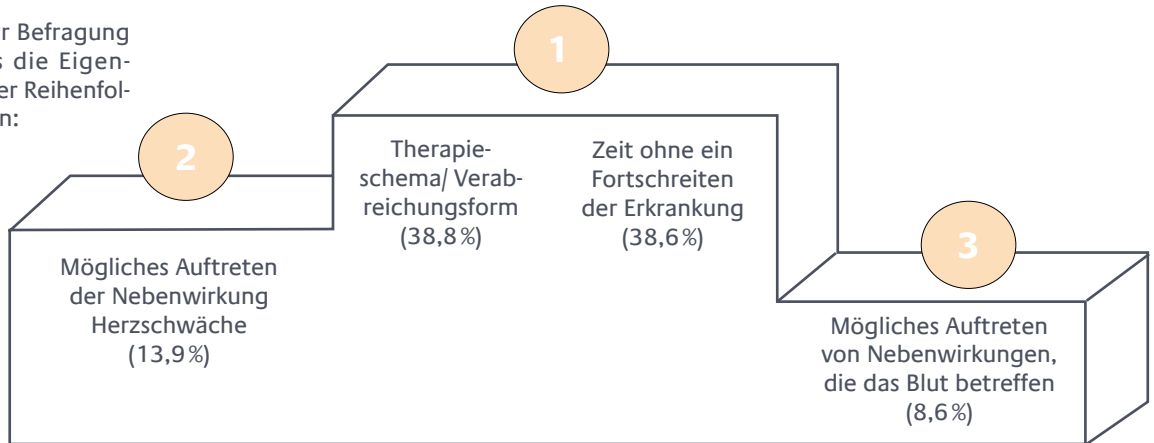 r Befragung
s die Eigen-
er Reihenfol-
n:
1
2
Therapie-
schema/ Verab-
reichungsform
(38,8 %)
Zeit ohne ein
Fortschreiten
der Erkrankung
(38,6 %)
3
Mögliches Auftreten
der Nebenwirkung
Herzschwäche
(13,9 %)
Mögliches Auftreten
von Nebenwirkungen,
die das Blut betreffen
(8,6 %)